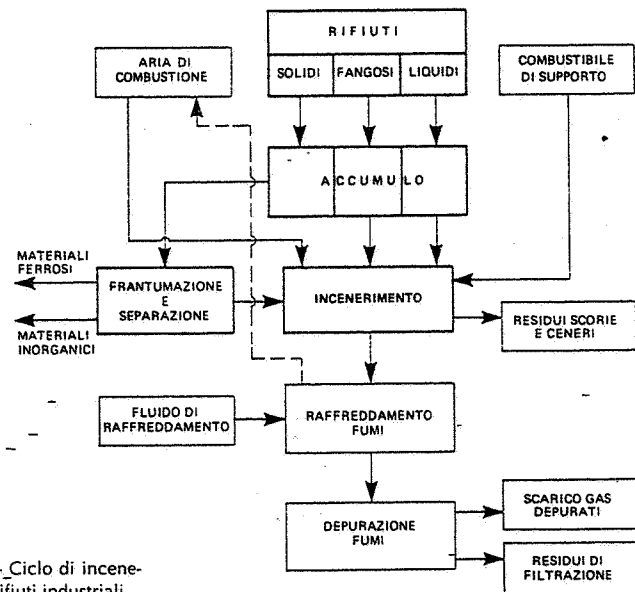 RIFIUTI
ARIA DI
COMBUSTIONE
SOLIDI FANGOSI LIQUIDI
COMBUSTIBILE
DI SUPPORTO
ACCUMULO
MATERIALI
FERROSI
FRANTUMAZIONE
E
SEPARAZIONE
MATERIALI
INORGANICI
INCENERIMENTO
RESIDUI SCORIE
E CENERI
FLUIDO DI
RAFFREDDAMENTO
RAFFREDDAMENTO
FUMI
DEPURAZIONE
FUMI
SCARICO GAS
DEPURATI
RESIDUI DI
FILTRAZIONE
- Ciclo di incene-
ifiuti industriali